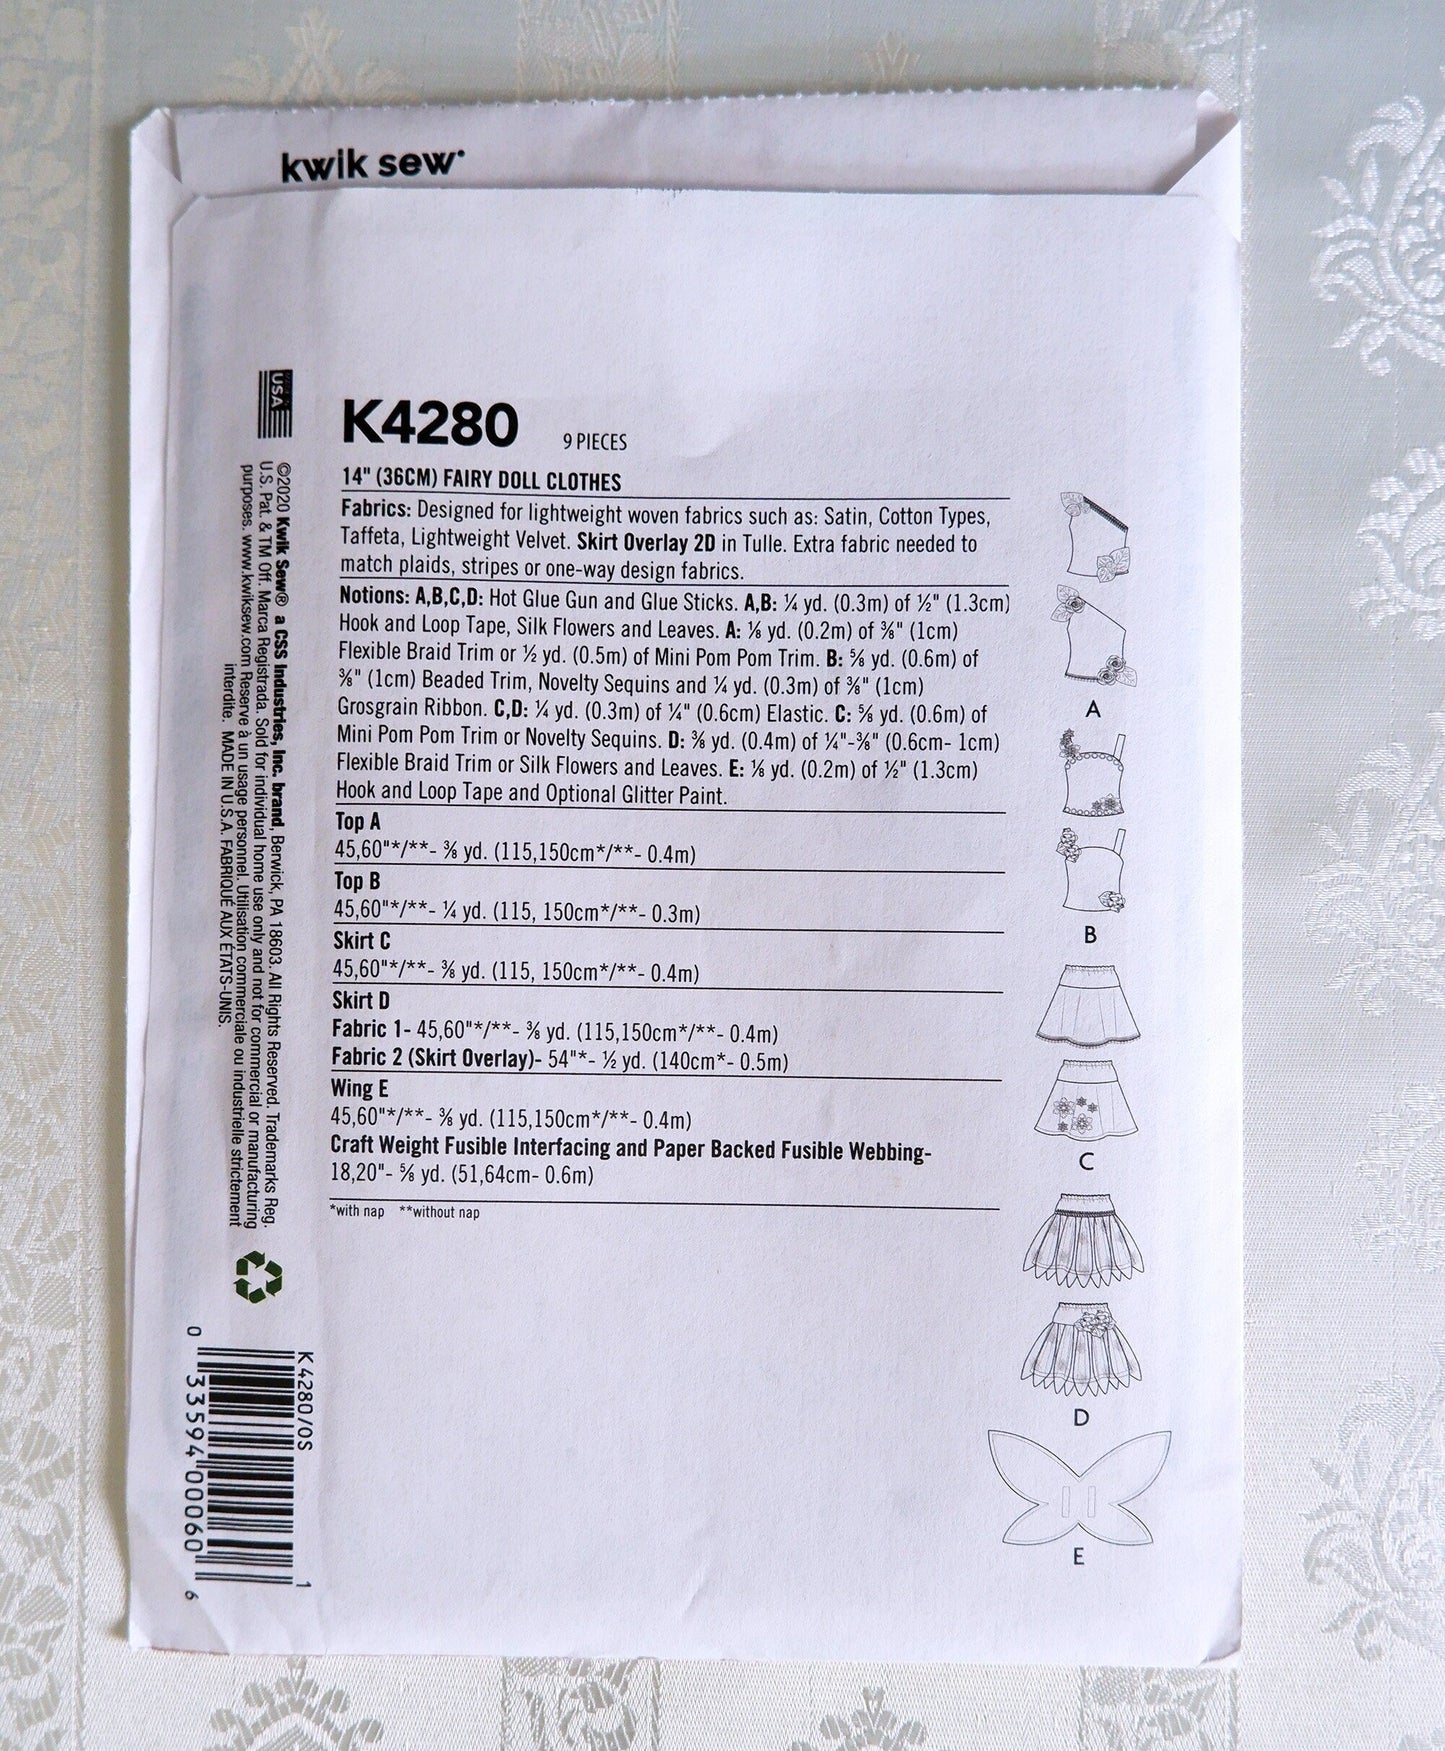 kwik sew
K4280 9 PIECES
14" (36CM) FAIRY DOLL CLOTHES
Fabrics: Designed for lightweight woven fabrics such as: Satin, Cotton Types,
Taffeta, Lightweight Velvet. Skirt Overlay 2D in Tulle. Extra fabric needed to
match plaids, stripes or one-way design fabrics.
Notions: A,B,C,D: Hot Glue Gun and Glue Sticks. A,B: ¼ yd. (0.3m) of ½" (1.3cm)
Hook and Loop Tape, Silk Flowers and Leaves. A: ⅛ yd. (0.2m) of ⅜" (1cm)
Flexible Braid Trim or ½ yd. (0.5m) of Mini Pom Pom Trim. B: ⅝ yd. (0.6m) of
⅜" (1cm) Beaded Trim, Novelty Sequins and ¼ yd. (0.3m) of ⅜" (1cm)
Grosgrain Ribbon. C,D: ¼ yd. (0.3m) of ¼" (0.6cm) Elastic. C: ⅝ yd. (0.6m) of
Mini Pom Pom Trim or Novelty Sequins. D: ⅜ yd. (0.4m) of ¼"-⅜" (0.6cm- 1cm)
Flexible Braid Trim or Silk Flowers and Leaves. E: ⅛ yd. (0.2m) of ½" (1.3cm)
Hook and Loop Tape and Optional Glitter Paint.
Top A
45,60"*/**- ⅜ yd. (115,150cm*/**- 0.4m)
Top B
45,60"*/**- ¼ yd. (115, 150cm*/**- 0.3m)
Skirt C
45,60"*/**- ⅜ yd. (115, 150cm*/**- 0.4m)
Skirt D
Fabric 1- 45,60"*/**- ⅜ yd. (115,150cm*/**- 0.4m)
Fabric 2 (Skirt Overlay)- 54"*- ½ yd. (140cm*- 0.5m)
Wing E
45,60"*/**- ⅜ yd. (115,150cm*/**- 0.4m)
Craft Weight Fusible Interfacing and Paper Backed Fusible Webbing-
18,20"- ⅝ yd. (51,64cm- 0.6m)
*with nap **without nap
A
B
C
D
E
USA
©2020 Kwik Sew® a CSS Industries, Inc. brand, Berwick, PA 18603. All Rights Reserved. Trademarks Reg.
U.S. Pat. & TM Off. Marca Registrada. Sold for individual home use only and not for commercial or manufacturing
purposes. www.kwiksew.com Reserve à un usage personnel. Utilisation commerciale ou industrielle strictement
interdite. MADE IN U.S.A. FABRIQUÉ AUX ÉTATS-UNIS.
K4280/OS
1
0 33594 00060 6